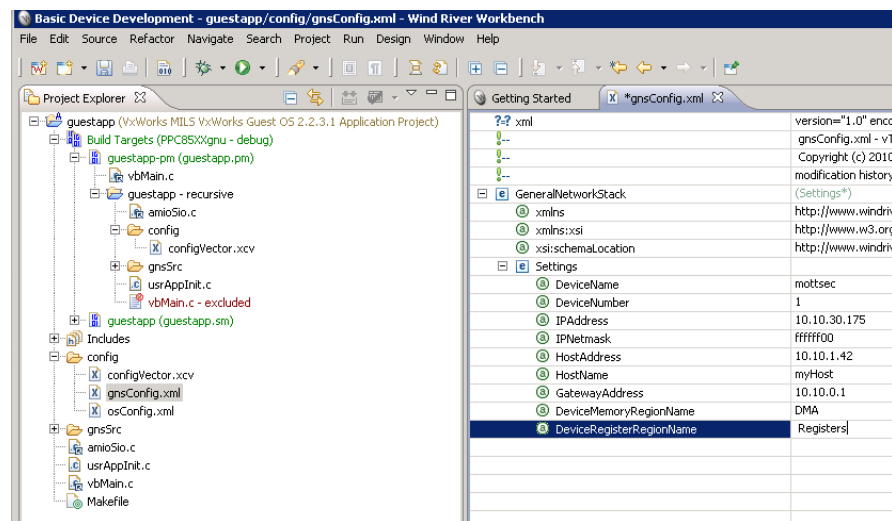 Basic Device Development - guestapp/config/gnsConfig.xml - Wind River Workbench
File Edit Source Refactor Navigate Search Project Run Design Window Help
Project Explorer
guestapp (VxWorks MILS VxWorks Guest OS 2.2.3.1 Application Project)
Build Targets (PPC85XXgnu - debug)
guestapp-pm (guestapp.pm)
vbMain.c
guestapp - recursive
amioSio.c
config
configVector.xcv
gnsSrc
usrAppInit.c
vbMain.c - excluded
guestapp (guestapp.sm)
Includes
config
configVector.xcv
gnsConfig.xml
osConfig.xml
gnsSrc
amioSio.c
usrAppInit.c
vbMain.c
Makefile
Getting Started *gnsConfig.xml
?=? xml version="1.0" enco
!-- gnsConfig.xml - v1
!-- Copyright (c) 2010
!-- modification history
GeneralNetworkStack (Settings*)
xmlns http://www.windriv
xmlns:xsi http://www.w3.org
xsi:schemaLocation http://www.windriv
Settings
DeviceName mottsec
DeviceNumber 1
IPAddress 10.10.30.175
IPNetmask ffffff00
HostAddress 10.10.1.42
HostName myHost
GatewayAddress 10.10.0.1
DeviceMemoryRegionName DMA
DeviceRegisterRegionName Registers